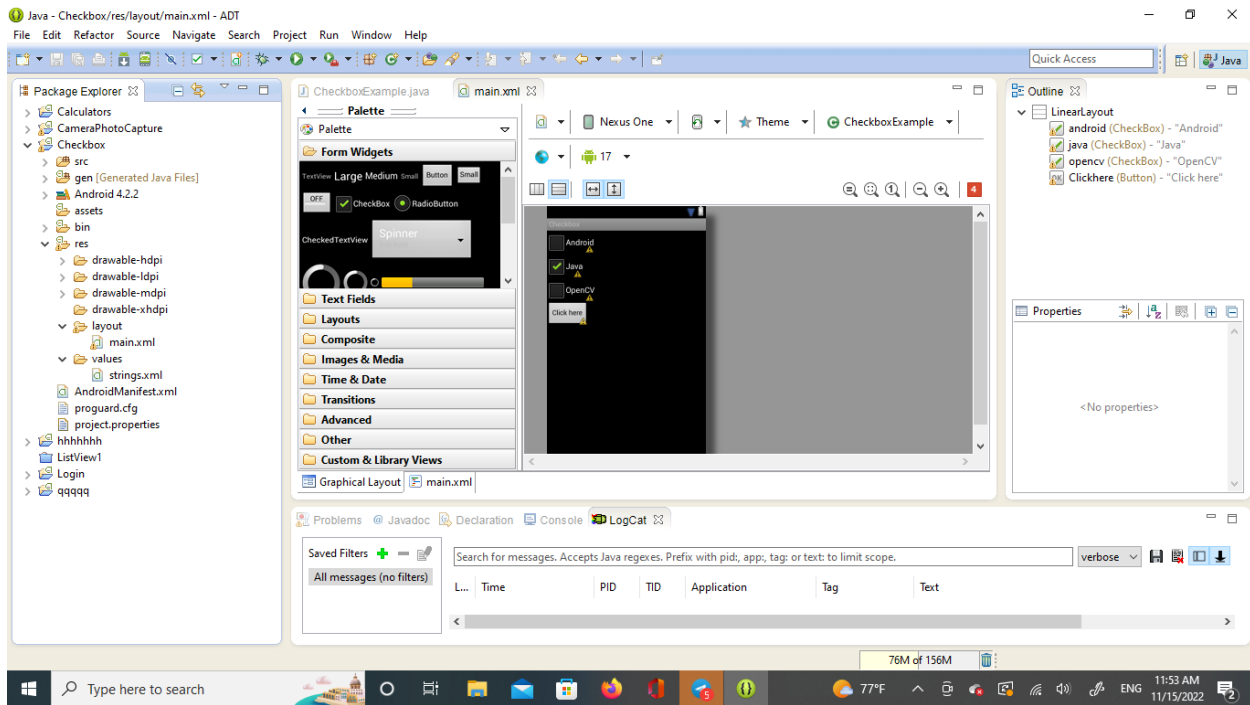 Java - Checkbox/res/layout/main.xml - ADT
File Edit Refactor Source Navigate Search Project Run Window Help
Quick Access
Java
Package Explorer
Calculators
CameraPhotoCapture
Checkbox
src
gen [Generated Java Files]
Android 4.2.2
assets
bin
res
drawable-hdpi
drawable-ldpi
drawable-mdpi
drawable-xhdpi
layout
main.xml
values
strings.xml
AndroidManifest.xml
proguard.cfg
project.properties
hhhhhhh
ListView1
Login
qqqqq
CheckboxExample.java
main.xml
Palette
Palette
Form Widgets
TextView Large Medium Small Button Small
OFF CheckBox RadioButton
CheckedTextView Spinner
Text Fields
Layouts
Composite
Images & Media
Time & Date
Transitions
Advanced
Other
Custom & Library Views
Graphical Layout main.xml
Nexus One Theme CheckboxExample
17
4
Checkbox
Android
Java
OpenCV
Click here
Outline
LinearLayout
android (CheckBox) - "Android"
java (CheckBox) - "Java"
opencv (CheckBox) - "OpenCV"
Clickhere (Button) - "Click here"
Properties
<No properties>
Problems @ Javadoc Declaration Console LogCat
Saved Filters
All messages (no filters)
Search for messages. Accepts Java regexes. Prefix with pid:, app:, tag: or text: to limit scope.
verbose
L... Time PID TID Application Tag Text
76M of 156M
Type here to search
5
77°F
ENG
11:53 AM
11/15/2022
2